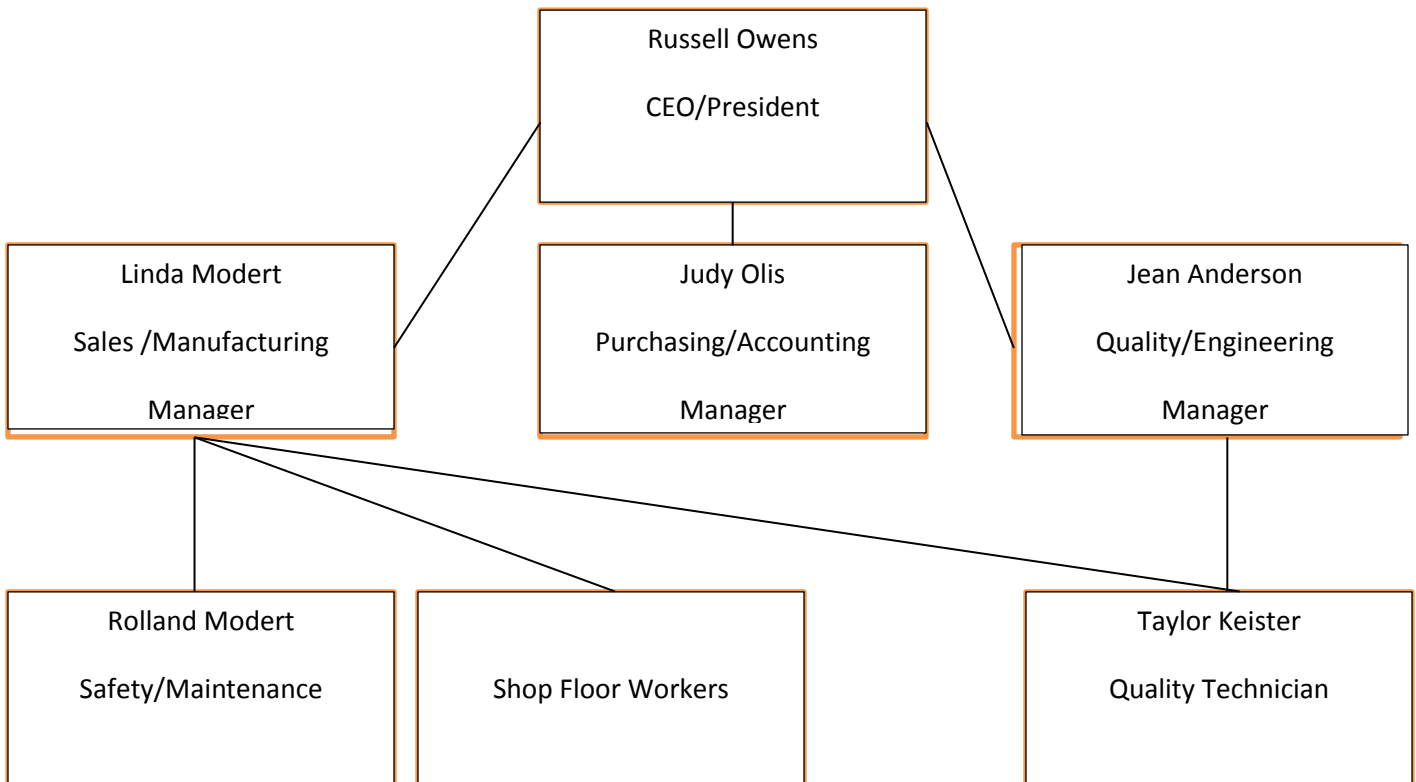 Russell Owens
CEO/President
Linda Modert
Sales /Manufacturing
Manager
Judy Olis
Purchasing/Accounting
Manager
Jean Anderson
Quality/Engineering
Manager
Rolland Modert
Safety/Maintenance
Shop Floor Workers
Taylor Keister
Quality Technician